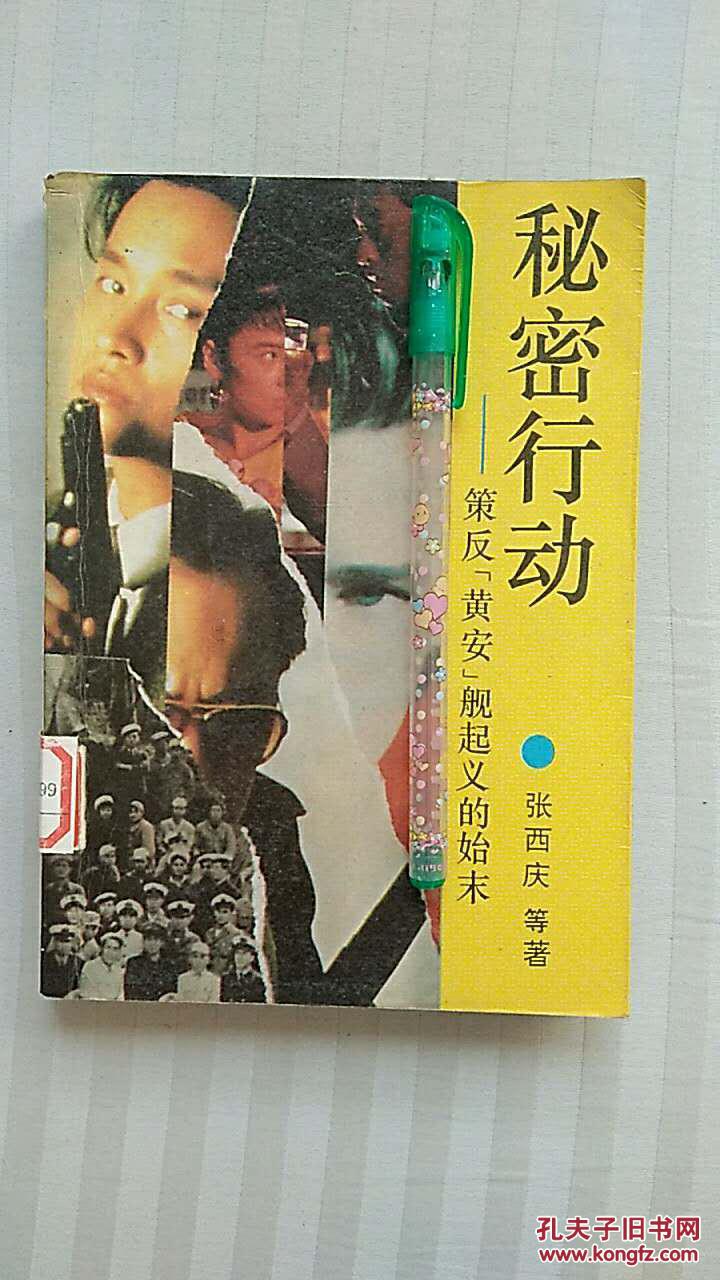 秘密行动
——策反「黄安」舰起义的始末
张西庆 等著
99
孔夫子旧书网
www.kongfz.com